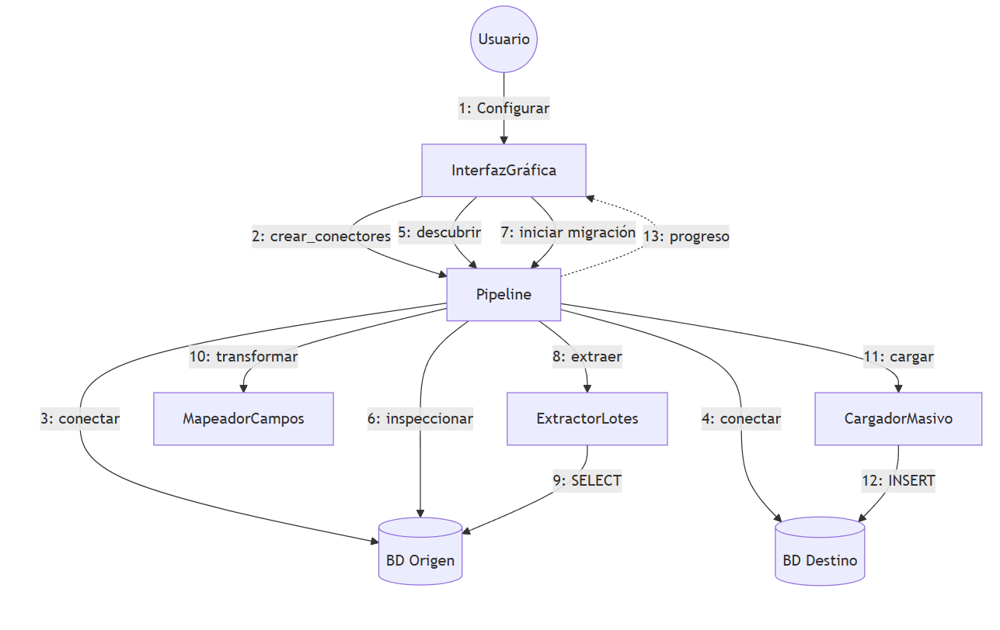 Usuario
1: Configurar
InterfazGráfica
2: crear_conectores
5: descubrir
7: iniciar migración
13: progreso
Pipeline
10: transformar
8: extraer
11: cargar
3: conectar
MapeadorCampos
6: inspeccionar
ExtractorLotes
4: conectar
CargadorMasivo
9: SELECT
12: INSERT
BD Origen
BD Destino